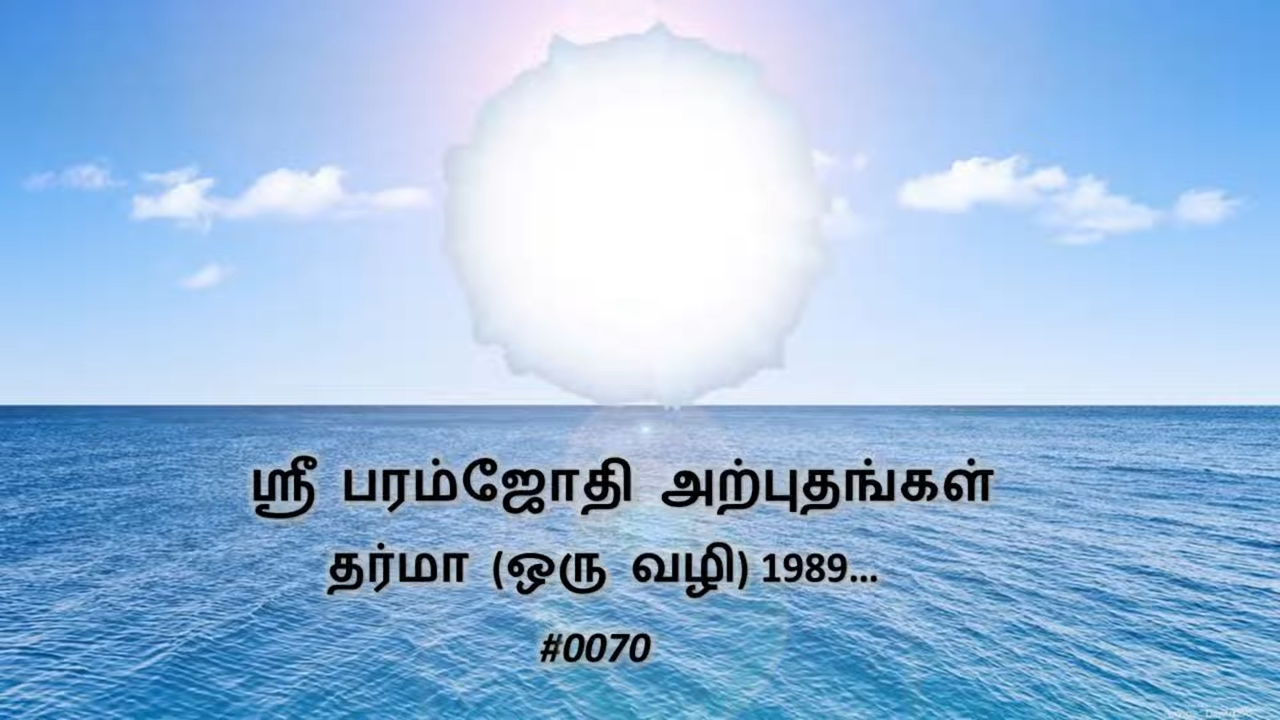 ஸ்ரீ பரம்ஜோதி அற்புதங்கள்
தர்மா (ஒரு வழி) 1989...
#0070